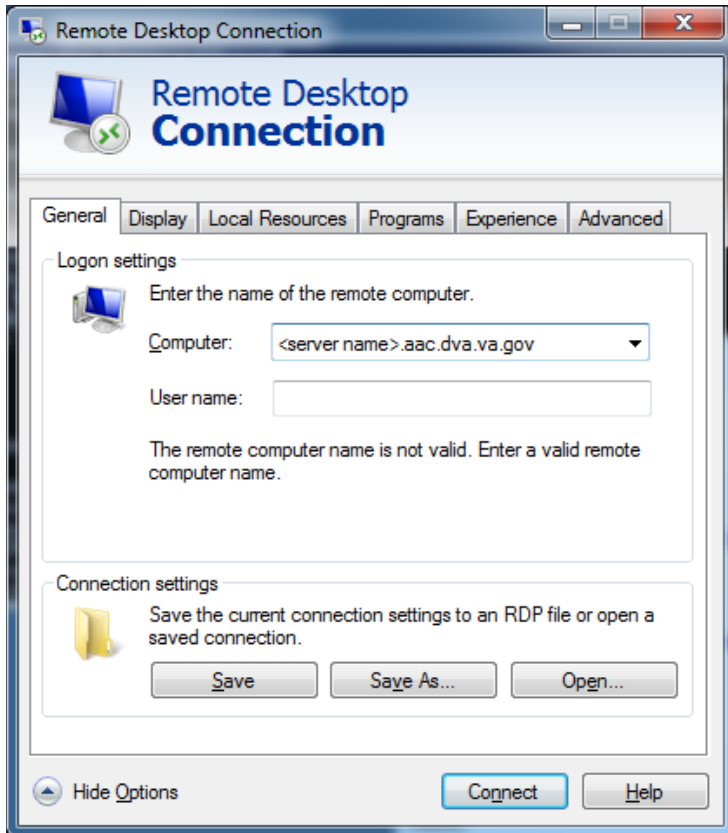 Remote Desktop Connection
Remote Desktop
Connection
General Display Local Resources Programs Experience Advanced
Logon settings
Enter the name of the remote computer.
Computer: <server name>.aac.dva.va.gov
User name:
The remote computer name is not valid. Enter a valid remote
computer name.
Connection settings
Save the current connection settings to an RDP file or open a
saved connection.
Save Save As... Open...
Hide Options Connect Help